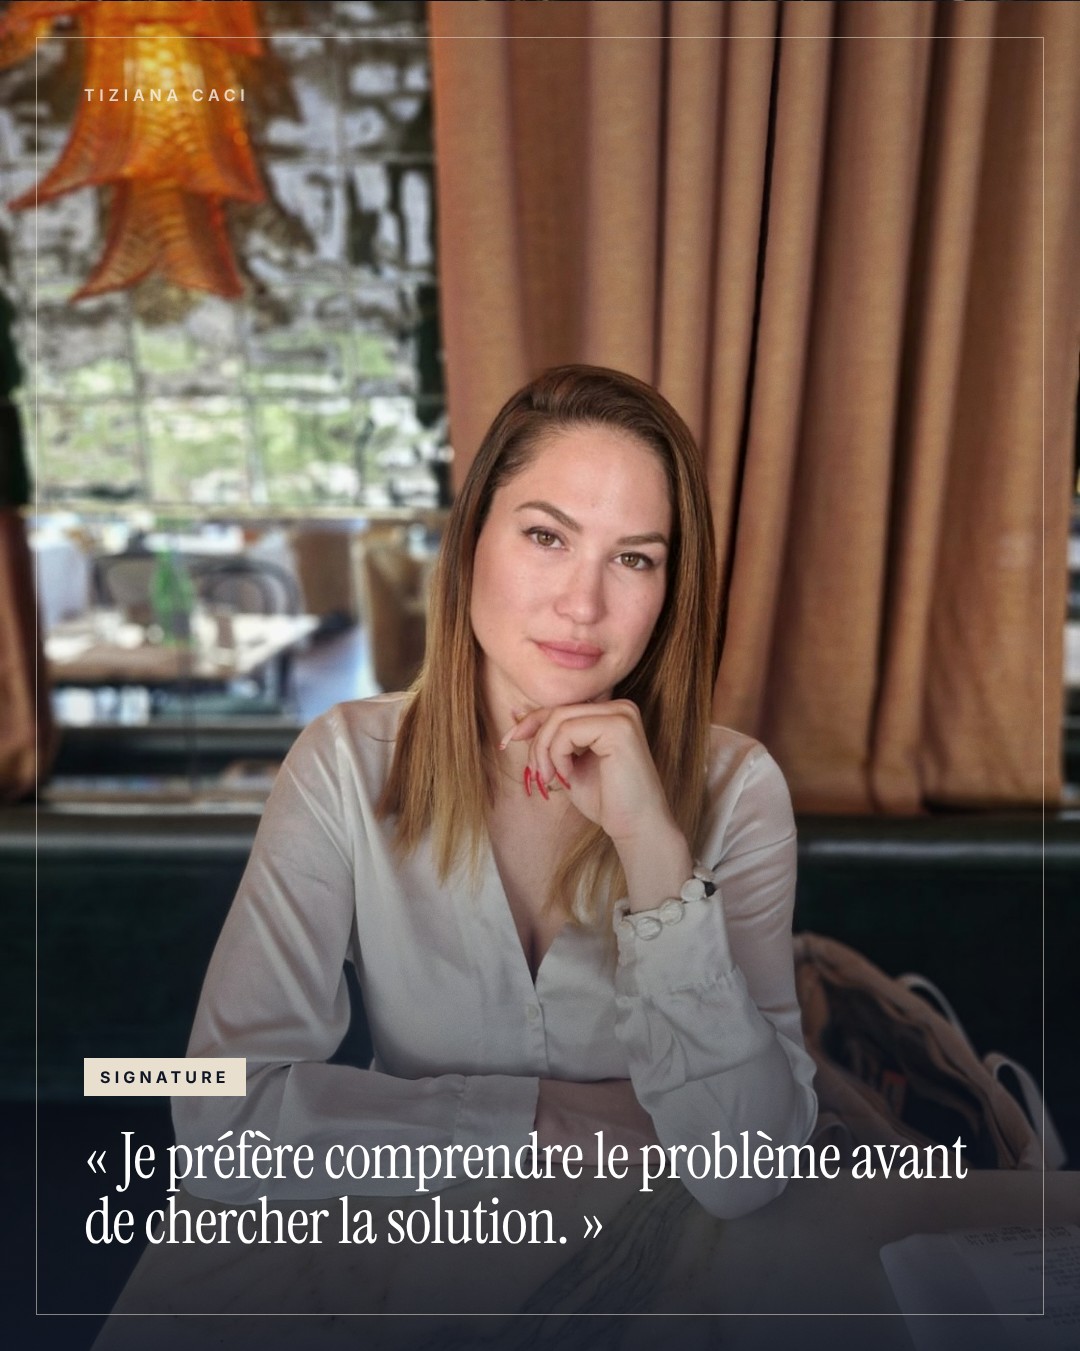 TIZIANA CACI
SIGNATURE
« Je préfère comprendre le problème avant
de chercher la solution. »